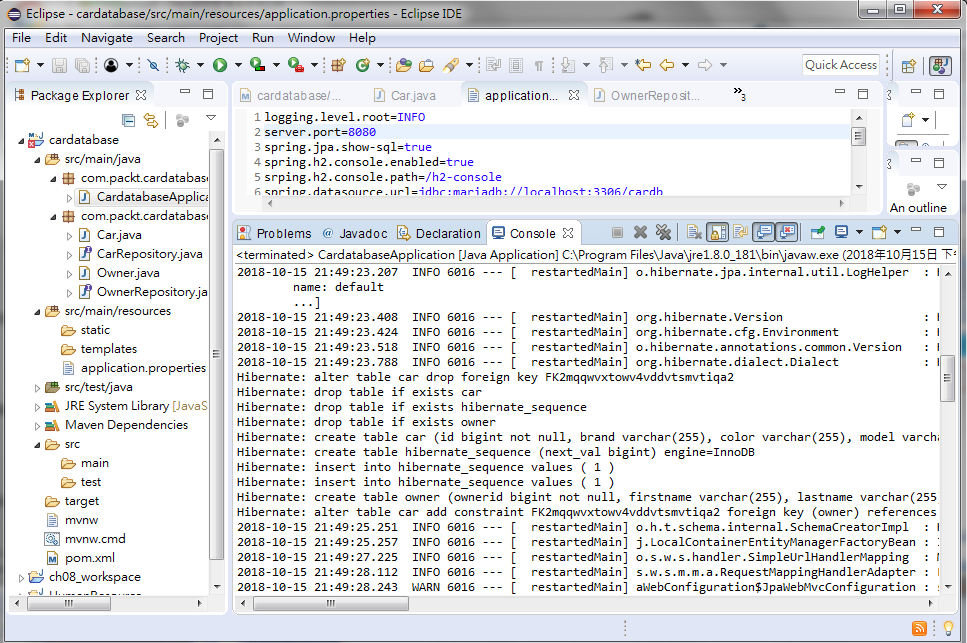 Eclipse - cardatabase/src/main/resources/application.properties - Eclipse IDE
File Edit Navigate Search Project Run Window Help
Quick Access
Package Explorer
cardatabase
src/main/java
com.packt.cardatabas
CardatabaseApplica
com.packt.cardatabas
Car.java
CarRepository.java
Owner.java
OwnerRepository.ja
src/main/resources
static
templates
application.properties
src/test/java
JRE System Library [JavaS
Maven Dependencies
src
main
test
target
mvnw
mvnw.cmd
pom.xml
ch08_workspace
HumanResource
cardatabase/... Car.java application... OwnerReposit... »3
1 logging.level.root=INFO
2 server.port=8080
3 spring.jpa.show-sql=true
4 spring.h2.console.enabled=true
5 srping.h2.console.path=/h2-console
6 spring.datasource.url=jdbc:mariadb://localhost:3306/cardb
An outline
Problems @ Javadoc Declaration Console
<terminated> CardatabaseApplication [Java Application] C:\Program Files\Java\jre1.8.0_181\bin\javaw.exe (2018年10月15日 下
2018-10-15 21:49:23.207 INFO 6016 --- [ restartedMain] o.hibernate.jpa.internal.util.LogHelper :
name: default
...]
2018-10-15 21:49:23.408 INFO 6016 --- [ restartedMain] org.hibernate.Version :
2018-10-15 21:49:23.424 INFO 6016 --- [ restartedMain] org.hibernate.cfg.Environment :
2018-10-15 21:49:23.518 INFO 6016 --- [ restartedMain] o.hibernate.annotations.common.Version :
2018-10-15 21:49:23.788 INFO 6016 --- [ restartedMain] org.hibernate.dialect.Dialect :
Hibernate: alter table car drop foreign key FK2mqqwvxtowv4vddvtsmvtiqa2
Hibernate: drop table if exists car
Hibernate: drop table if exists hibernate_sequence
Hibernate: drop table if exists owner
Hibernate: create table car (id bigint not null, brand varchar(255), color varchar(255), model varcha
Hibernate: create table hibernate_sequence (next_val bigint) engine=InnoDB
Hibernate: insert into hibernate_sequence values ( 1 )
Hibernate: insert into hibernate_sequence values ( 1 )
Hibernate: create table owner (ownerid bigint not null, firstname varchar(255), lastname varchar(255
Hibernate: alter table car add constraint FK2mqqwvxtowv4vddvtsmvtiqa2 foreign key (owner) references
2018-10-15 21:49:25.251 INFO 6016 --- [ restartedMain] o.h.t.schema.internal.SchemaCreatorImpl :
2018-10-15 21:49:25.257 INFO 6016 --- [ restartedMain] j.LocalContainerEntityManagerFactoryBean :
2018-10-15 21:49:27.225 INFO 6016 --- [ restartedMain] o.s.w.s.handler.SimpleUrlHandlerMapping :
2018-10-15 21:49:28.112 INFO 6016 --- [ restartedMain] s.w.s.m.m.a.RequestMappingHandlerAdapter :
2018-10-15 21:49:28.243 WARN 6016 --- [ restartedMain] aWebConfiguration$JpaWebMvcConfiguration :